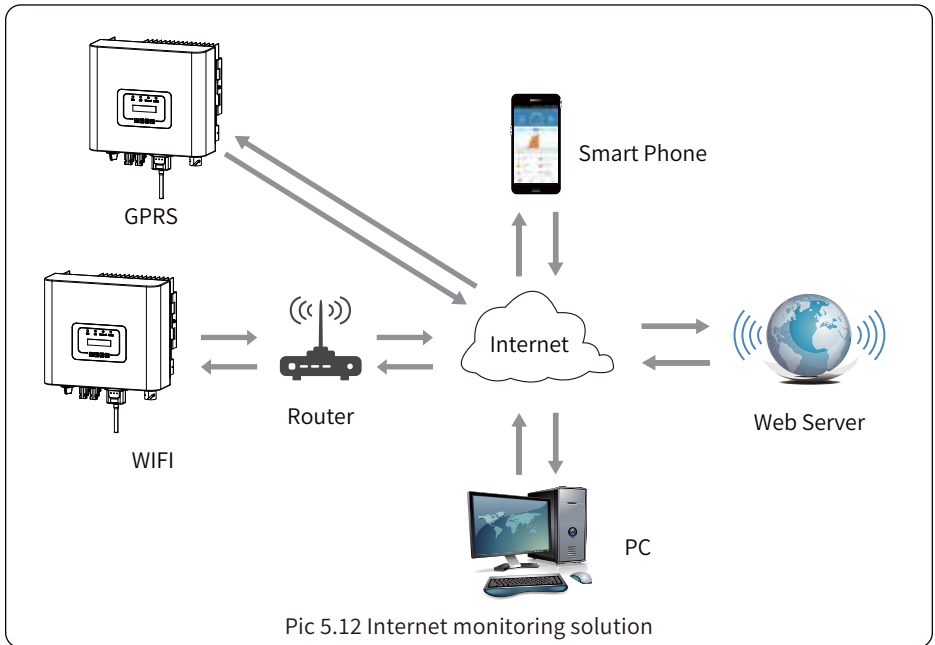 Smart Phone
GPRS
Internet
Router
Web Server
WIFI
PC
Pic 5.12 Internet monitoring solution